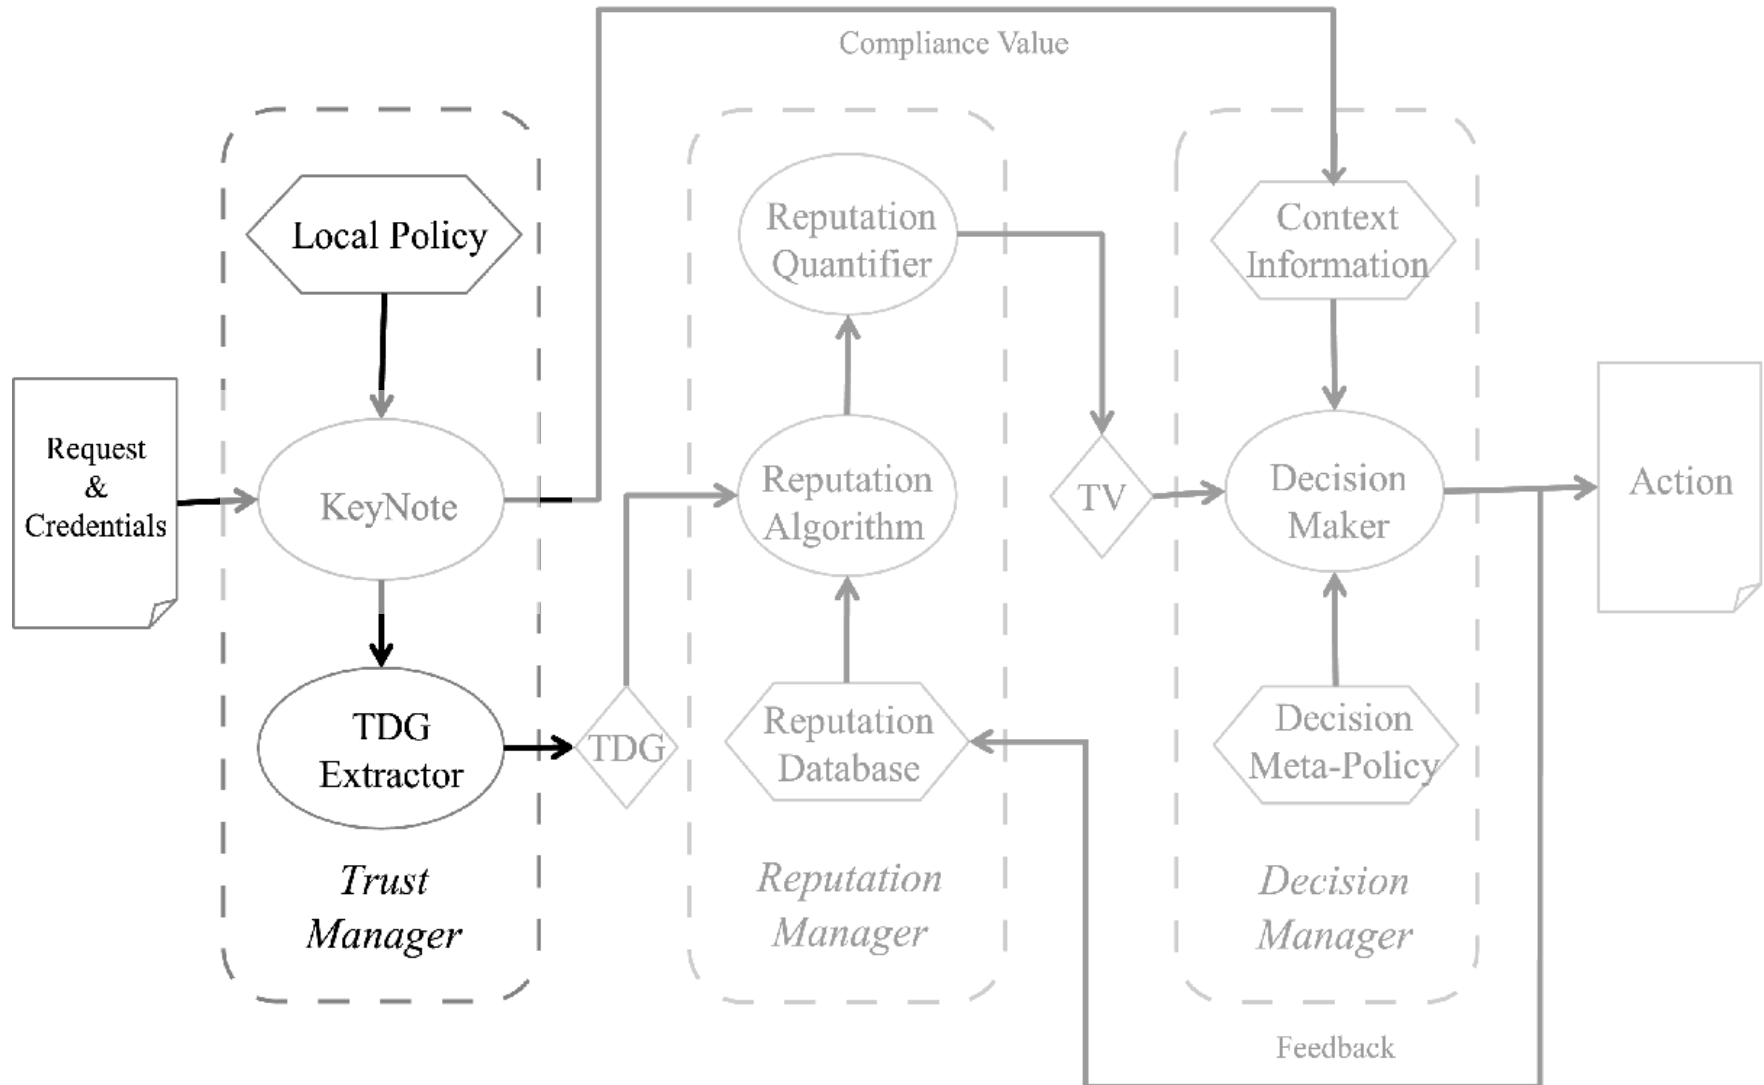 Compliance Value
Local Policy
Request
&
Credentials
KeyNote
TDG
Extractor
Trust
Manager
TDG
Reputation
Quantifier
Reputation
Algorithm
Reputation
Database
Reputation
Manager
TV
Context
Information
Decision
Maker
Decision
Meta-Policy
Decision
Manager
Action
Feedback